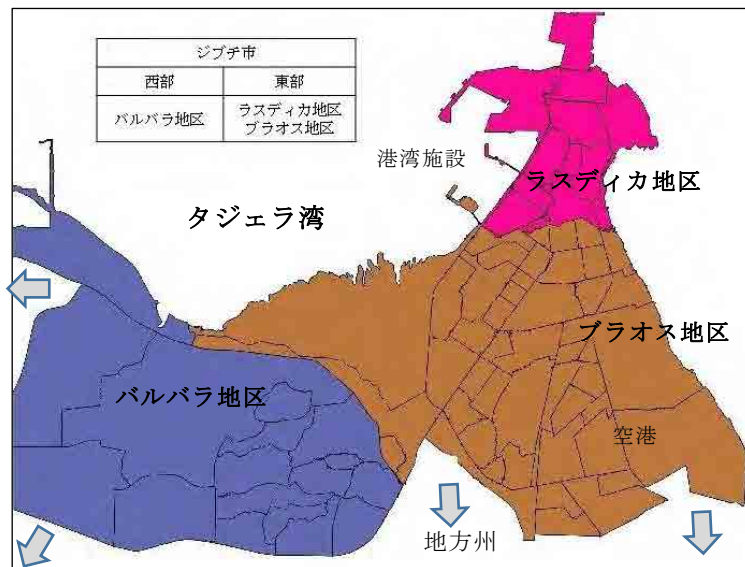 ジブチ市
西部 東部
バルバラ地区 ラスディカ地区
ブラオス地区
港湾施設
ラスディカ地区
タジェラ湾
ブラオス地区
バルバラ地区
空港
地方州